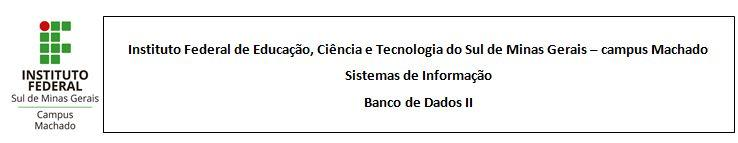 INSTITUTO
FEDERAL
Sul de Minas Gerais
Campus
Machado
Instituto Federal de Educação, Ciência e Tecnologia do Sul de Minas Gerais – campus Machado
Sistemas de Informação
Banco de Dados II